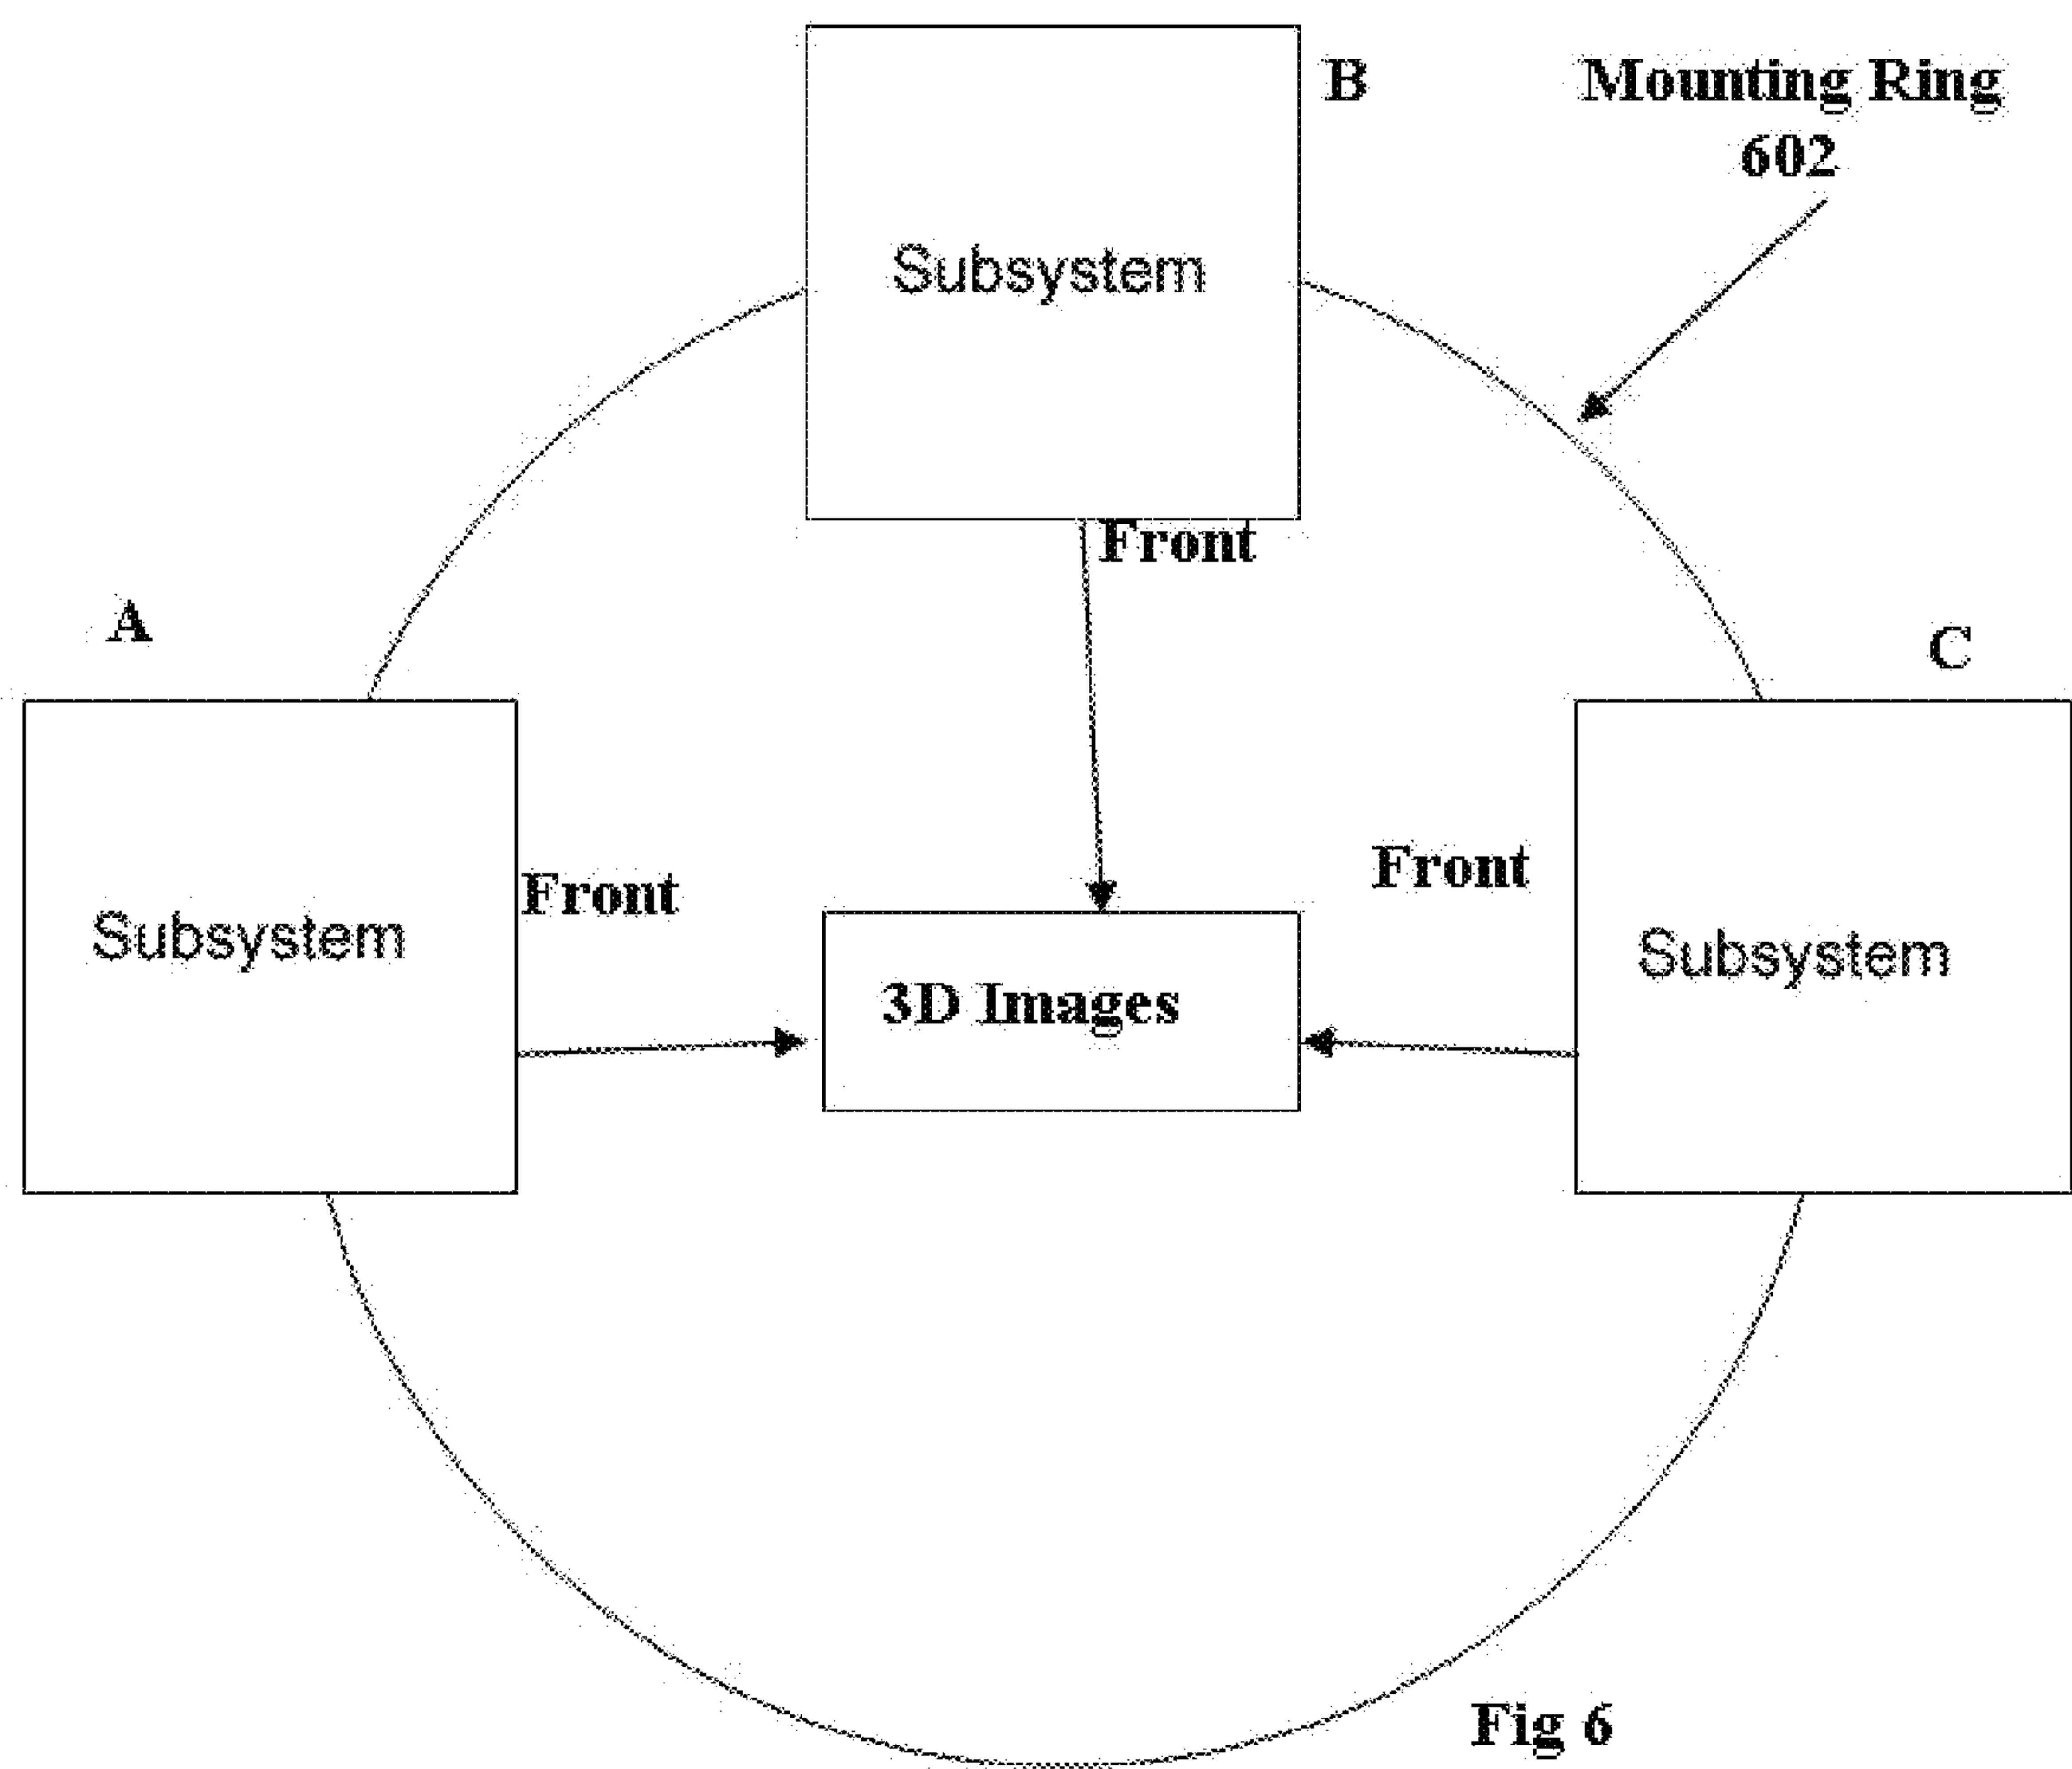 B
Mounting Ring
602
Subsystem
Front
A
C
Front
Front
Subsystem
Subsystem
3D Images
Fig 6